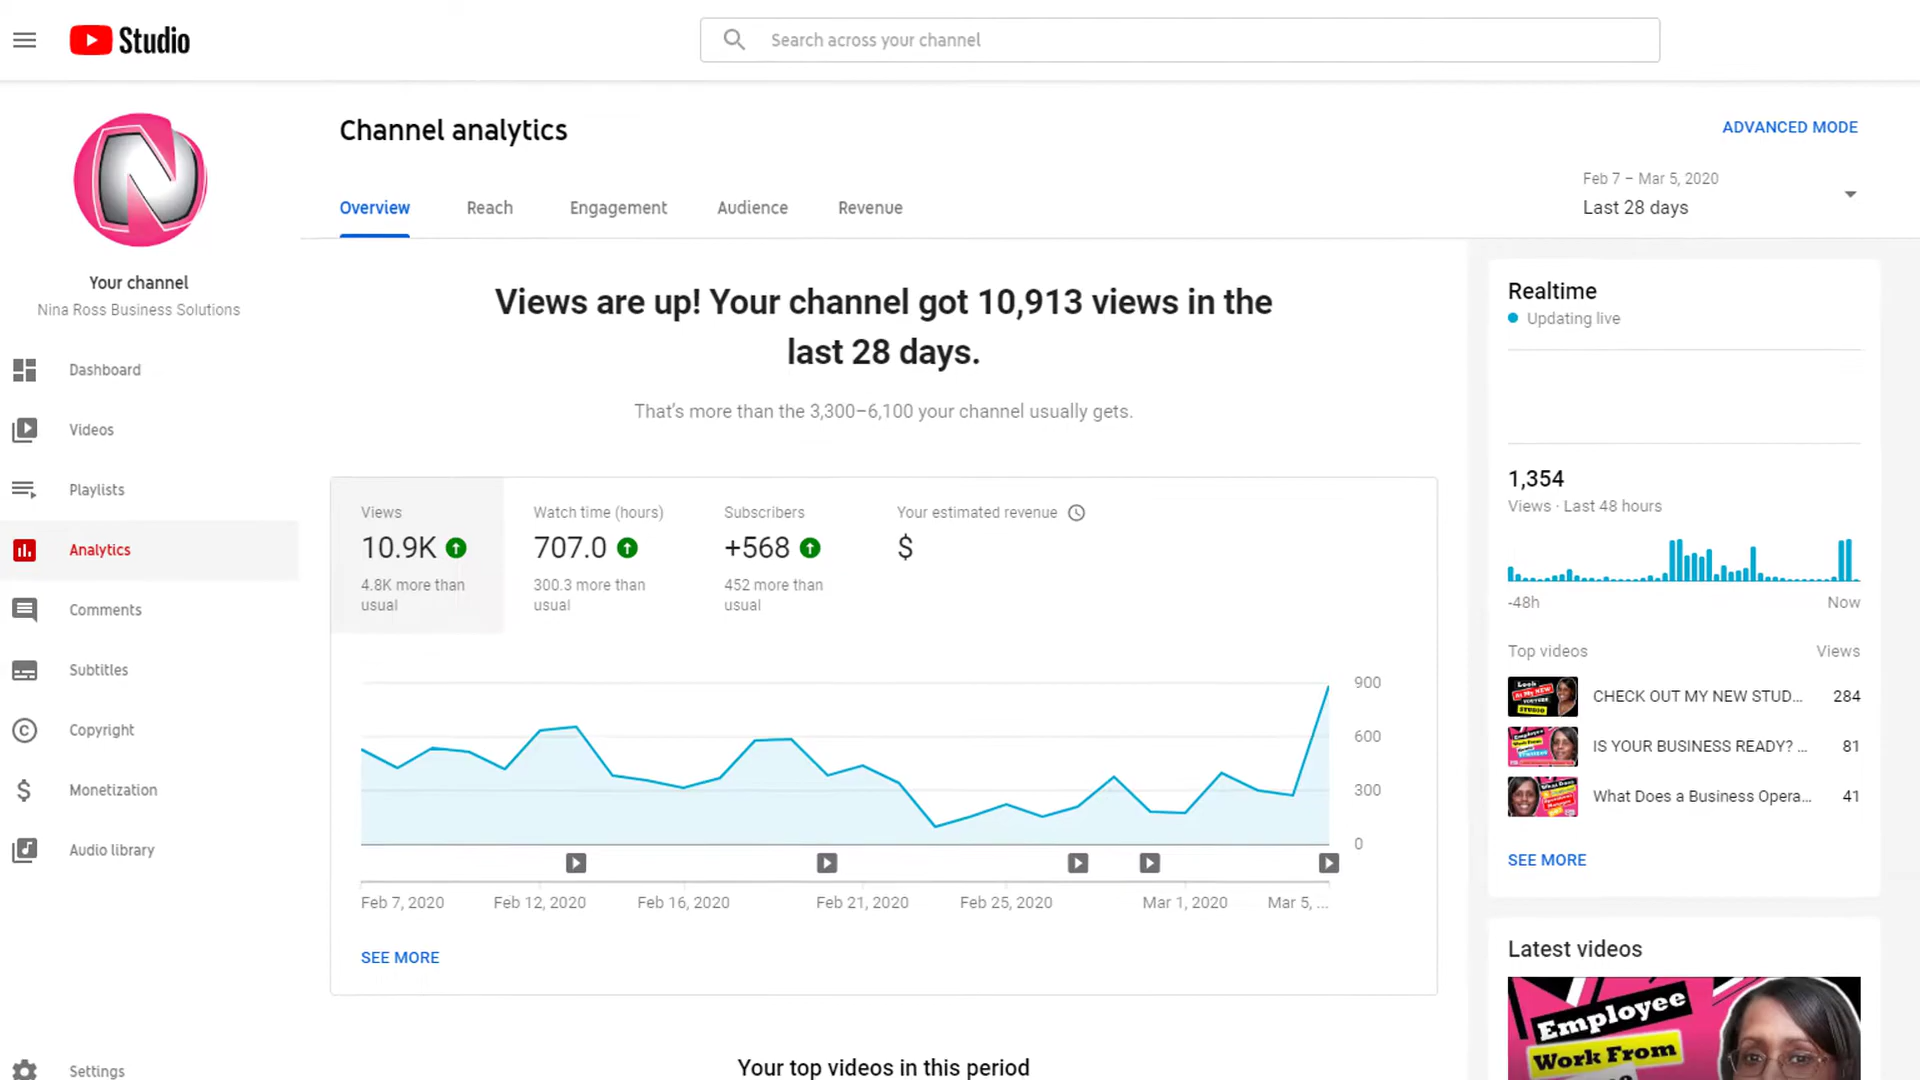 Studio
Search across your channel
Channel analytics
ADVANCED MODE
Feb 7 – Mar 5, 2020
Last 28 days
Overview
Reach
Engagement
Audience
Revenue
N
Your channel
Nina Ross Business Solutions
Dashboard
Videos
Playlists
Analytics
Comments
Subtitles
Copyright
Monetization
Audio library
Settings
Views are up! Your channel got 10,913 views in the
last 28 days.
That's more than the 3,300–6,100 your channel usually gets.
Views
10.9K
4.8K more than
usual
Watch time (hours)
707.0
300.3 more than
usual
Subscribers
+568
452 more than
usual
Your estimated revenue
$
900
600
300
0
Feb 7, 2020
Feb 12, 2020
Feb 16, 2020
Feb 21, 2020
Feb 25, 2020
Mar 1, 2020
Mar 5, ...
SEE MORE
Your top videos in this period
Realtime
Updating live
1,354
Views · Last 48 hours
-48h
Now
Top videos
Views
CHECK OUT MY NEW STUD...
284
IS YOUR BUSINESS READY? ...
81
What Does a Business Opera...
41
SEE MORE
Latest videos
Employee
Work From